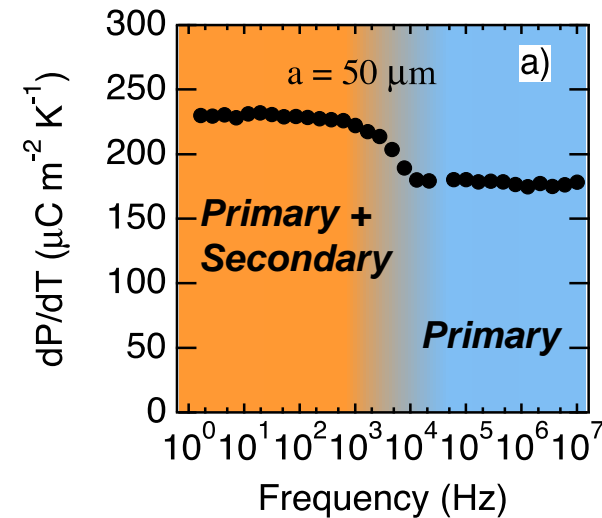 300
250
200
150
100
50
0
dP/dT (μC m⁻² K⁻¹)
a = 50 μm
a)
Primary +
Secondary
Primary
10⁰ 10¹ 10² 10³ 10⁴ 10⁵ 10⁶ 10⁷
Frequency (Hz)